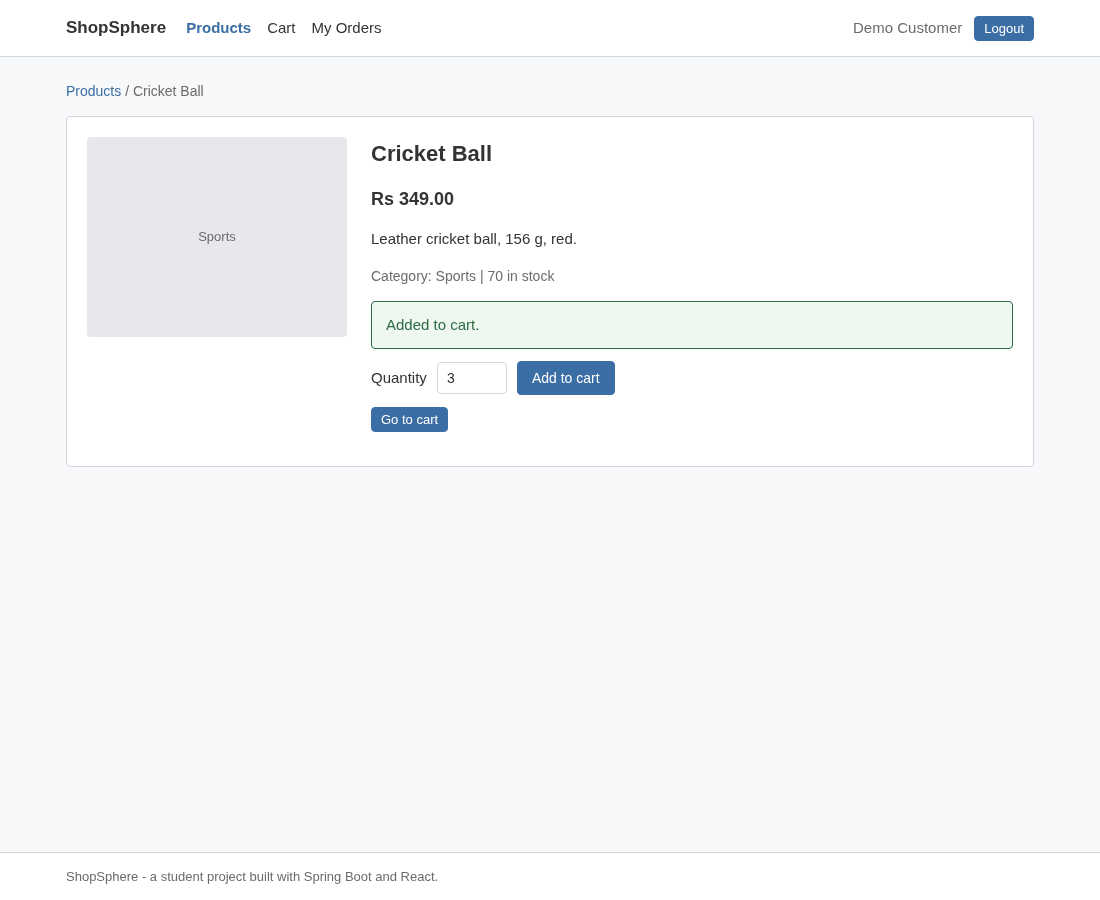 ShopSphere Products Cart My Orders Demo Customer Logout
Products / Cricket Ball
Sports
Cricket Ball
Rs 349.00
Leather cricket ball, 156 g, red.
Category: Sports | 70 in stock
Added to cart.
Quantity 3 Add to cart
Go to cart
ShopSphere - a student project built with Spring Boot and React.